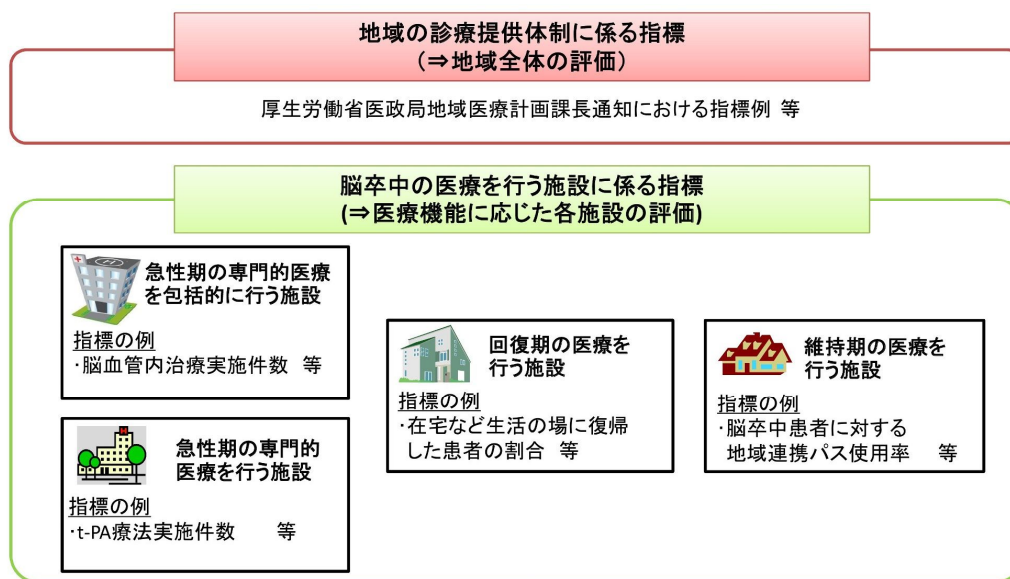 地域の診療提供体制に係る指標
（⇒地域全体の評価）
厚生労働省医政局地域医療計画課長通知における指標例 等
脳卒中の医療を行う施設に係る指標
(⇒医療機能に応じた各施設の評価)
急性期の専門的医療
を包括的に行う施設
指標の例
・脳血管内治療実施件数 等
急性期の専門的
医療を行う施設
指標の例
・t-PA療法実施件数 等
回復期の医療を
行う施設
指標の例
・在宅など生活の場に復帰
した患者の割合 等
維持期の医療を
行う施設
指標の例
・脳卒中患者に対する
地域連携パス使用率 等